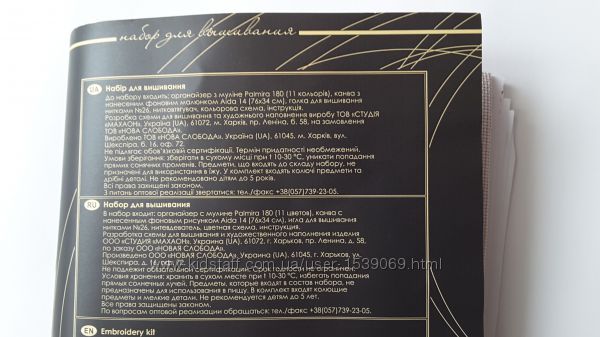 набор для вышивания
UA Набір для вишивання
До набору входить: органайзер з муліне Palmira 180 (11 кольорів), канва з
нанесеним фоновим малюнком Aida 14 (76х34 см), голка для вишивання
нитками №26, нитковтягувач, кольорова схема, інструкція.
Розробка схеми для вишивання та художнього наповнення виробу ТОВ «СТУДІЯ
«МАХАОН», Україна (UA), 61072, м. Харків, пр. Леніна, б. 58, на замовлення
ТОВ «НОВА СЛОБОДА».
Вироблено ТОВ «НОВА СЛОБОДА», Україна (UA), 61045, м. Харків, вул.
Шекспіра, б. 16, оф. 72.
Не підлягає обов'язковій сертифікації. Термін придатності необмежений.
Умови зберігання: зберігати в сухому місці при t 10-30 °C, уникати попадання
прямих сонячних променів. Предмети, що входять до складу набору, не
призначені для використання в їжу. У комплект входять колючі предмети та
дрібні деталі. Не рекомендовано дітям до 5 років.
Всі права захищені законом.
З питань оптової реалізації звертатися: тел./факс +38(057)739-23-05.
RU Набор для вышивания
В набор входит: органайзер с мулине Palmira 180 (11 цветов), канва с
нанесенным фоновым рисунком Aida 14 (76х34 см), игла для вышивания
нитками №26, нитевдеватель, цветная схема, инструкция.
Разработка схемы для вышивания и художественного наполнения изделия
ООО «СТУДИЯ «МАХАОН», Украина (UA), 61072, г. Харьков, пр. Ленина, д. 58,
по заказу ООО «НОВАЯ СЛОБОДА».
Произведено ООО «НОВАЯ СЛОБОДА», Украина (UA), 61045, г. Харьков, ул.
Шекспира, д.
Не подлежит обязательной сертификации. Срок годности не ограничен.
Условия хранения: хранить в сухом месте при t 10-30 °C, избегать попадания
прямых солнечных лучей. Предметы, которые входят в состав набора, не
предназначены для использования в пищу. В комплект входят колющие
предметы и мелкие детали. Не рекомендуется детям до 5 лет.
Все права защищены законом.
По вопросам оптовой реализации обращаться: тел./факс +38(057)739-23-05.
EN Embroidery kit
kidstaff.com.ua/user-1539069.html